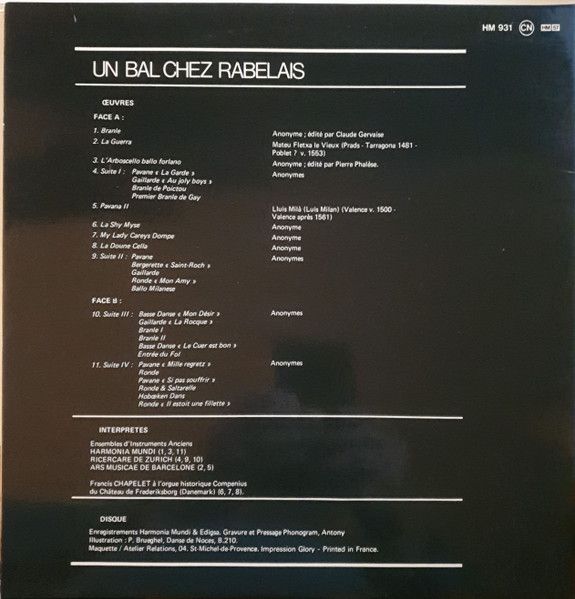 HM 931 CN HM 57
UN BAL CHEZ RABELAIS
ŒUVRES
FACE A :
1. Branle Anonyme ; édité par Claude Gervaise
2. La Guerra Mateu Fletxa le Vieux (Prads - Tarragona 1481 -
Poblet ? v. 1553)
3. L'Arboscello ballo forlano Anonyme ; édité par Pierre Phalèse.
4. Suite I : Pavane « La Garde » Anonymes
Gaillarde « Au joly boys »
Branle de Poictou
Premier Branle de Gay
5. Pavana II Lluis Milà (Luis Milan) (Valence v. 1500 -
Valence après 1561)
6. La Shy Myse Anonyme
7. My Lady Careys Dompe Anonyme
8. La Doune Cella Anonyme
9. Suite II : Pavane Anonymes
Bergerette « Saint-Roch »
Gaillarde
Ronde « Mon Amy »
Ballo Milanese
FACE B :
10. Suite III : Basse Danse « Mon Désir » Anonymes
Gaillarde « La Rocque »
Branle I
Branle II
Basse Danse « Le Cuer est bon »
Entrée du Fol
11. Suite IV : Pavane « Mille regretz » Anonymes
Ronde
Pavane « Si pas souffrir »
Ronde & Saltarelle
Hobœken Dans
Ronde « Il estoit une fillette »
INTERPRETES
Ensembles d'Instruments Anciens
HARMONIA MUNDI (1, 3, 11)
RICERCARE DE ZURICH (4, 9, 10)
ARS MUSICAE DE BARCELONE (2, 5)
Francis CHAPELET à l'orgue historique Compenius
du Château de Frederiksborg (Danemark) (6, 7, 8).
DISQUE
Enregistrements Harmonia Mundi & Edigsa. Gravure et Pressage Phonogram, Antony
Illustration : P. Brueghel, Danse de Noces, B.210.
Maquette / Atelier Relations, 04. St-Michel-de-Provence. Impression Glory - Printed in France.